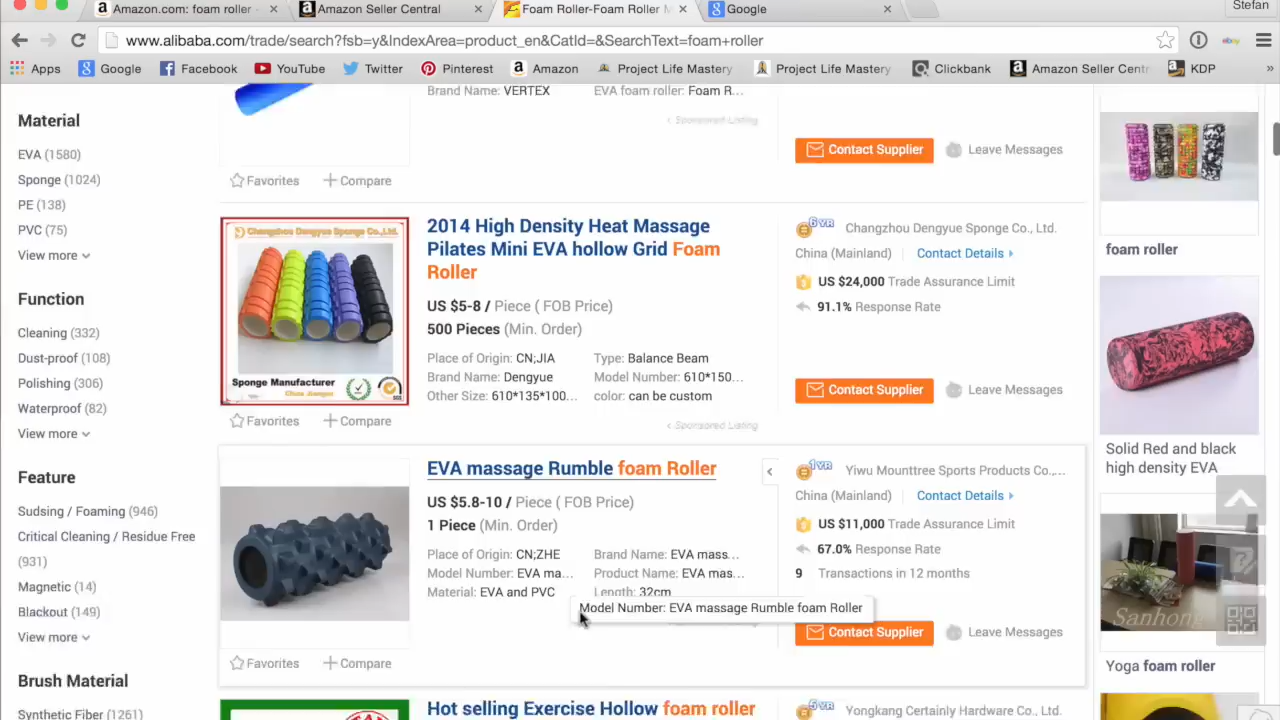 Amazon.com: foam roller
Amazon Seller Central
Foam Roller-Foam Roller M
Google
Stefan
www.alibaba.com/trade/search?fsb=y&IndexArea=product_en&CatId=&SearchText=foam+roller
Apps
Google
Facebook
YouTube
Twitter
Pinterest
Amazon
Project Life Mastery
Project Life Mastery
Clickbank
Amazon Seller Centr
KDP
»
Material
EVA (1580)
Sponge (1024)
PE (138)
PVC (75)
View more
Function
Cleaning (332)
Dust-proof (108)
Polishing (306)
Waterproof (82)
View more
Feature
Sudsing / Foaming (946)
Critical Cleaning / Residue Free
(931)
Magnetic (14)
Blackout (149)
View more
Brush Material
Synthetic Fiber (1261)
Brand Name: VERTEX
EVA foam roller: Foam R...
Sponsored Listing
Contact Supplier
Leave Messages
Favorites
Compare
Changzhou Dengyue Sponge Co., Ltd.
Sponge Manufacturer
2014 High Density Heat Massage
Pilates Mini EVA hollow Grid Foam
Roller
US $5-8 / Piece ( FOB Price)
500 Pieces (Min. Order)
Place of Origin: CN;JIA
Type: Balance Beam
Brand Name: Dengyue
Model Number: 610*150...
Other Size: 610*135*100...
color: can be custom
Sponsored Listing
6 YR
Changzhou Dengyue Sponge Co., Ltd.
China (Mainland)
Contact Details
US $24,000 Trade Assurance Limit
91.1% Response Rate
Contact Supplier
Leave Messages
Favorites
Compare
EVA massage Rumble foam Roller
US $5.8-10 / Piece ( FOB Price)
1 Piece (Min. Order)
Place of Origin: CN;ZHE
Brand Name: EVA mass...
Model Number: EVA ma...
Product Name: EVA mas...
Material: EVA and PVC
Length: 32cm
Model Number: EVA massage Rumble foam Roller
1 YR
Yiwu Mounttree Sports Products Co.,...
China (Mainland)
Contact Details
US $11,000 Trade Assurance Limit
67.0% Response Rate
9 Transactions in 12 months
Contact Supplier
Leave Messages
Favorites
Compare
Hot selling Exercise Hollow foam roller
6 YR
Yongkang Certainly Hardware Co., Ltd.
foam roller
Solid Red and black
high density EVA
Sanhong
Yoga foam roller